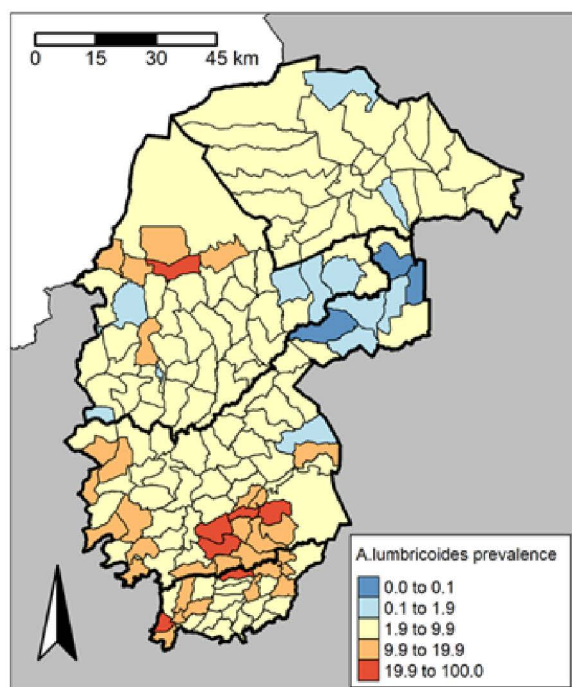 0 15 30 45 km
A.lumbricoides prevalence
0.0 to 0.1
0.1 to 1.9
1.9 to 9.9
9.9 to 19.9
19.9 to 100.0